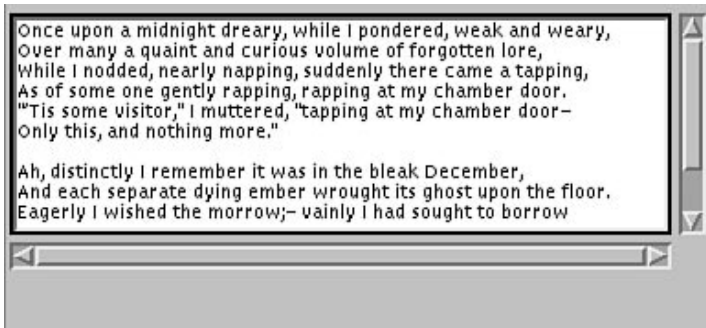 Once upon a midnight dreary, while I pondered, weak and weary,
Over many a quaint and curious volume of forgotten lore,
While I nodded, nearly napping, suddenly there came a tapping,
As of some one gently rapping, rapping at my chamber door.
"'Tis some visitor," I muttered, "tapping at my chamber door—
Only this, and nothing more."

Ah, distinctly I remember it was in the bleak December,
And each separate dying ember wrought its ghost upon the floor.
Eagerly I wished the morrow;— vainly I had sought to borrow